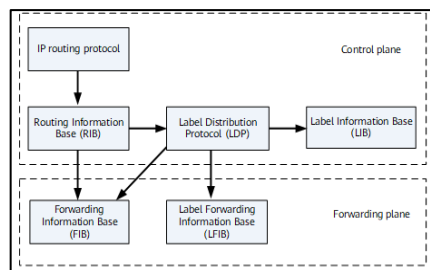 IP routing protocol
Control plane
Routing Information
Base (RIB)
Label Distribution
Protocol (LDP)
Label Information Base
(LIB)
Forwarding
Information Base
(FIB)
Label Forwarding
Information Base
(LFIB)
Forwarding plane